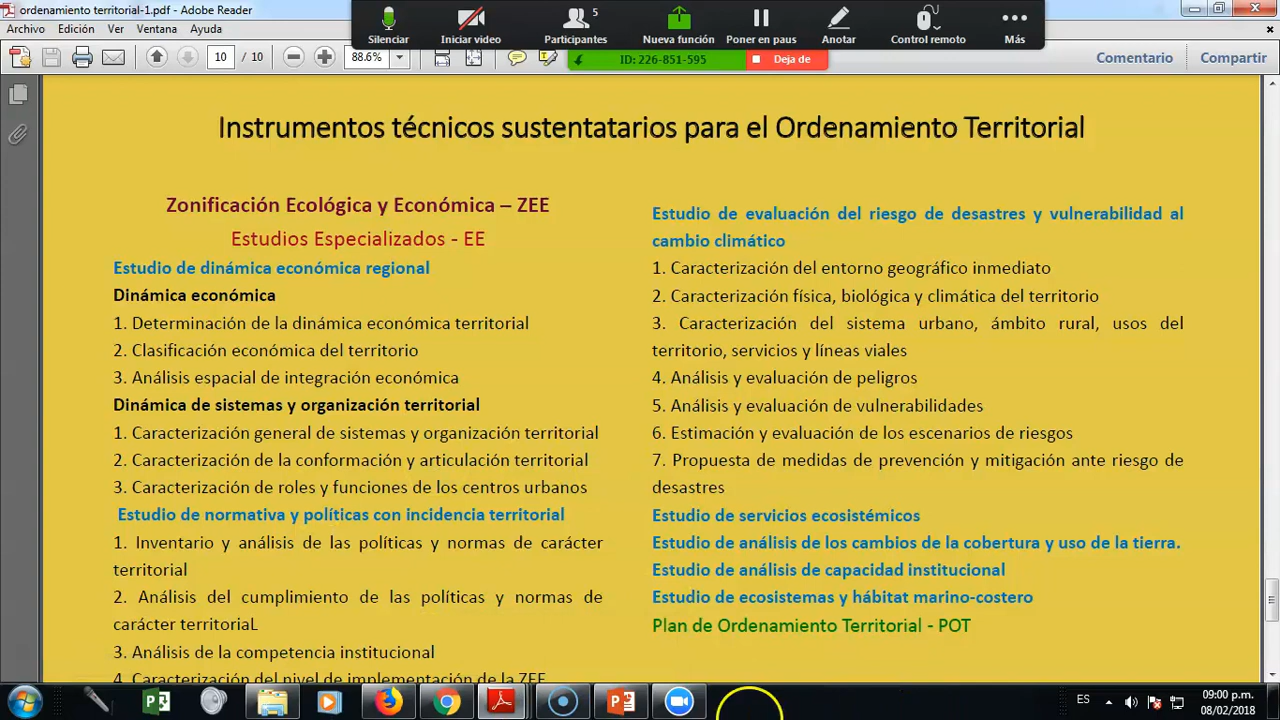 ordenamiento territorial-1.pdf - Adobe Reader
Archivo Edición Ver Ventana Ayuda
Silenciar Iniciar video 5 Participantes Nueva función Poner en paus Anotar Control remoto Más
10 / 10 88.6% ID: 226-851-595 Deja de Comentario Compartir
Instrumentos técnicos sustentatarios para el Ordenamiento Territorial
Zonificación Ecológica y Económica – ZEE
Estudios Especializados - EE
Estudio de dinámica económica regional
Dinámica económica
1. Determinación de la dinámica económica territorial
2. Clasificación económica del territorio
3. Análisis espacial de integración económica
Dinámica de sistemas y organización territorial
1. Caracterización general de sistemas y organización territorial
2. Caracterización de la conformación y articulación territorial
3. Caracterización de roles y funciones de los centros urbanos
Estudio de normativa y políticas con incidencia territorial
1. Inventario y análisis de las políticas y normas de carácter
territorial
2. Análisis del cumplimiento de las políticas y normas de
carácter territorial.
3. Análisis de la competencia institucional
4. Caracterización del nivel de implementación de la ZEE
Estudio de evaluación del riesgo de desastres y vulnerabilidad al
cambio climático
1. Caracterización del entorno geográfico inmediato
2. Caracterización física, biológica y climática del territorio
3. Caracterización del sistema urbano, ámbito rural, usos del
territorio, servicios y líneas viales
4. Análisis y evaluación de peligros
5. Análisis y evaluación de vulnerabilidades
6. Estimación y evaluación de los escenarios de riesgos
7. Propuesta de medidas de prevención y mitigación ante riesgo de
desastres
Estudio de servicios ecosistémicos
Estudio de análisis de los cambios de la cobertura y uso de la tierra.
Estudio de análisis de capacidad institucional
Estudio de ecosistemas y hábitat marino-costero
Plan de Ordenamiento Territorial - POT
ES
09:00 p.m.
08/02/2018